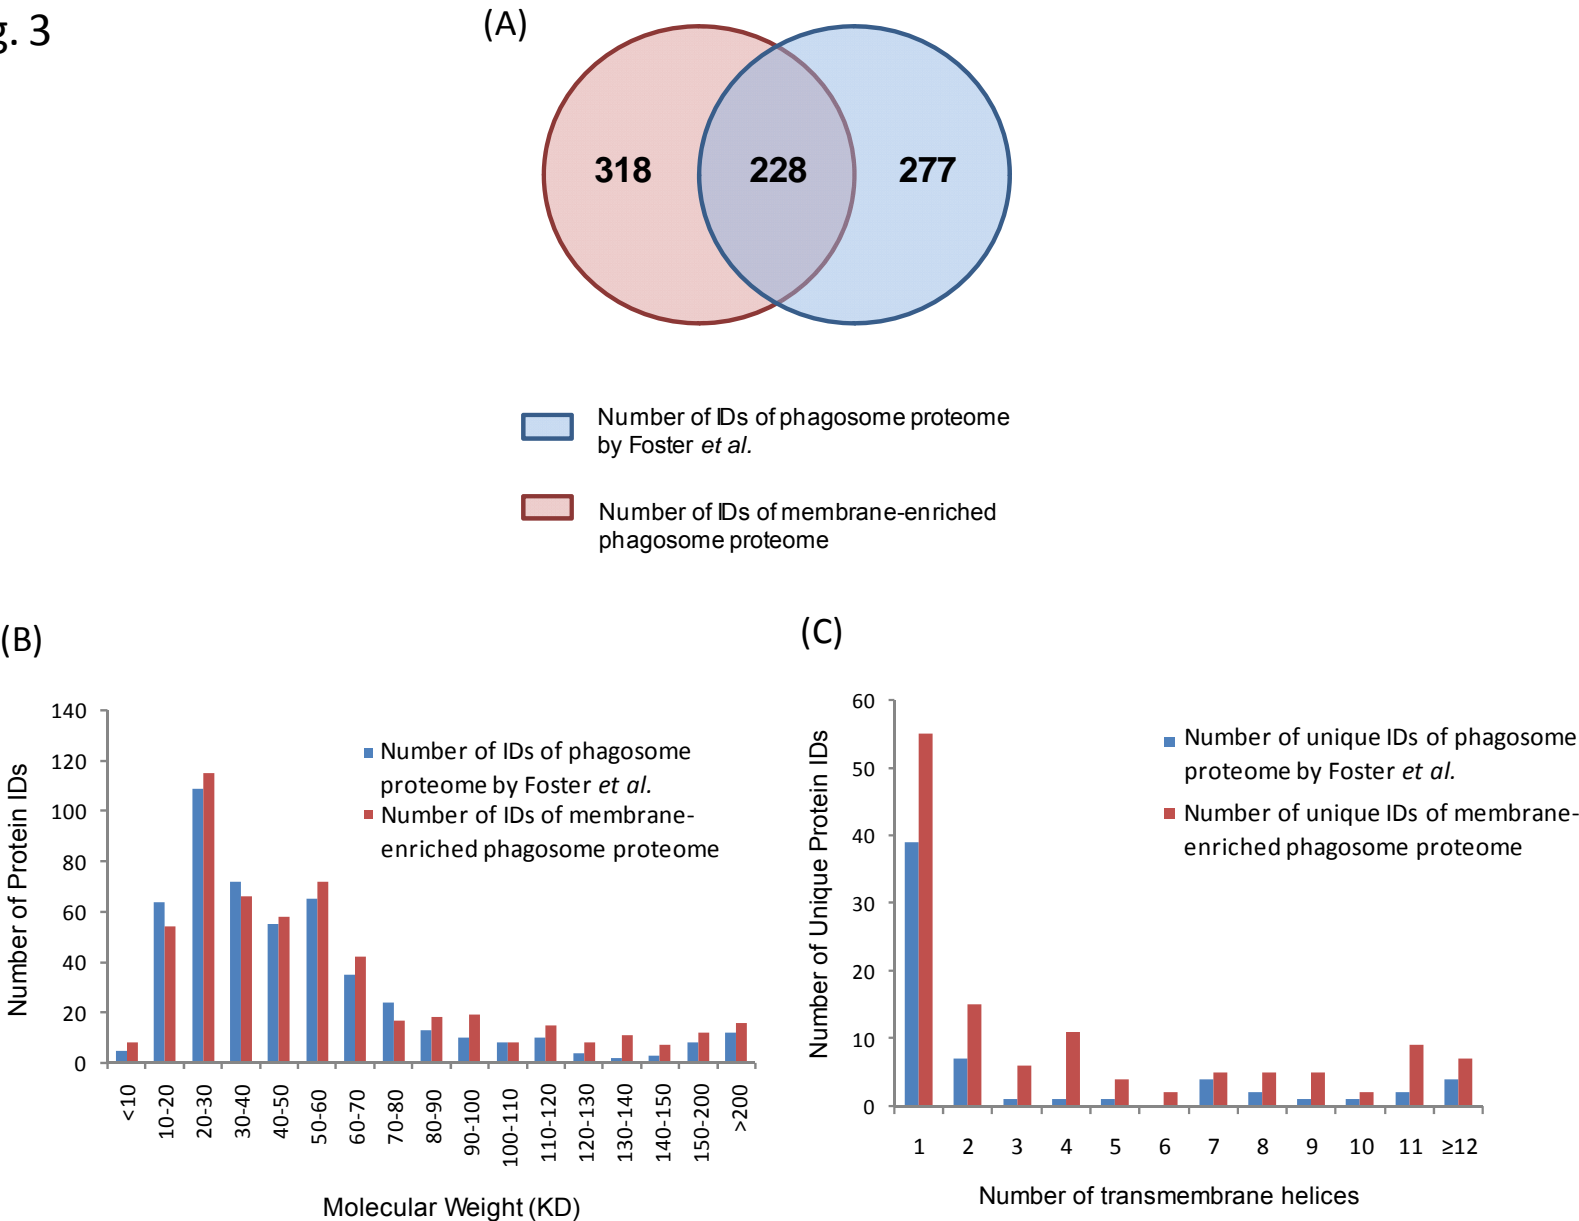 g. 3
(A)
318
228
277
Number of IDs of phagosome proteome
by Foster et al.
Number of IDs of membrane-enriched
phagosome proteome
(B)
140
120
100
80
60
40
20
0
Number of Protein IDs
Number of IDs of phagosome
proteome by Foster et al.
Number of IDs of membrane-
enriched phagosome proteome
<10
10-20
20-30
30-40
40-50
50-60
60-70
70-80
80-90
90-100
100-110
110-120
120-130
130-140
140-150
150-200
>200
Molecular Weight (KD)
(C)
60
50
40
30
20
10
0
Number of Unique Protein IDs
Number of unique IDs of phagosome
proteome by Foster et al.
Number of unique IDs of membrane-
enriched phagosome proteome
1 2 3 4 5 6 7 8 9 10 11 ≥12
Number of transmembrane helices